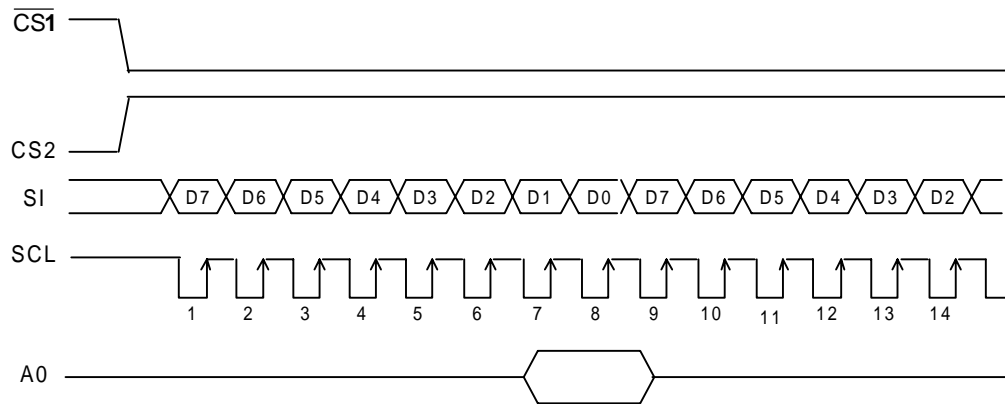 CS1
CS2
SI D7 D6 D5 D4 D3 D2 D1 D0 D7 D6 D5 D4 D3 D2
SCL
1 2 3 4 5 6 7 8 9 10 11 12 13 14
A0